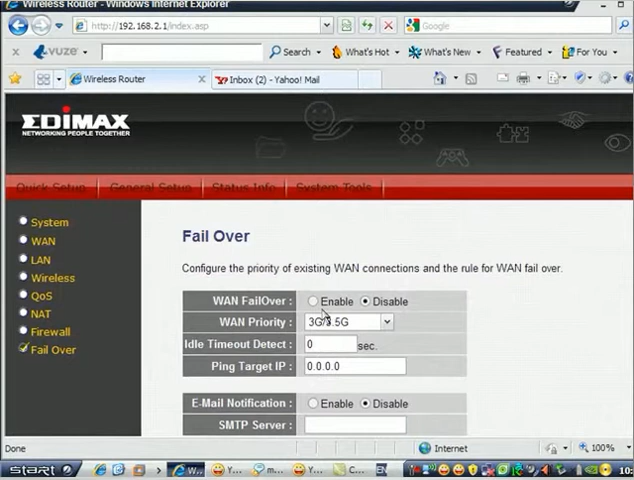 Wireless Router - Windows Internet Explorer
http://192.168.2.1/index.asp
Google
vuze
Search
What's Hot
What's New
Featured
For You
Wireless Router
Inbox (2) - Yahoo! Mail
EDIMAX
NETWORKING PEOPLE TOGETHER
Quick Setup
General Setup
Status Info
System Tools
System
WAN
LAN
Wireless
QoS
NAT
Firewall
Fail Over
Fail Over
Configure the priority of existing WAN connections and the rule for WAN fail over.
WAN FailOver : Enable Disable
WAN Priority : 3G/3.5G
Idle Timeout Detect : 0 sec.
Ping Target IP : 0.0.0.0
E-Mail Notification : Enable Disable
SMTP Server :
Done
Internet
100%
start
W...
Y...
m...
Y...
C...
EN
10: